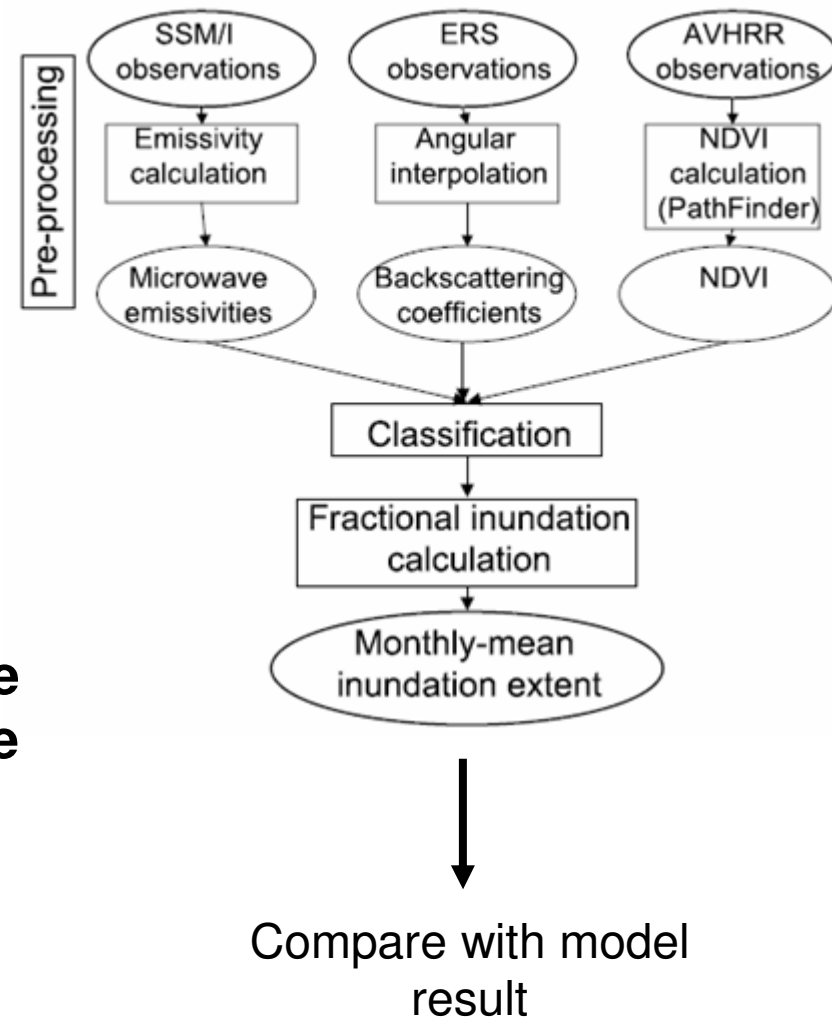 Pre-processing
SSM/I
observations
ERS
observations
AVHRR
observations
Emissivity
calculation
Angular
interpolation
NDVI
calculation
(PathFinder)
Microwave
emissivities
Backscattering
coefficients
NDVI
Classification
Fractional inundation
calculation
Monthly-mean
inundation extent
e
e
Compare with model
result